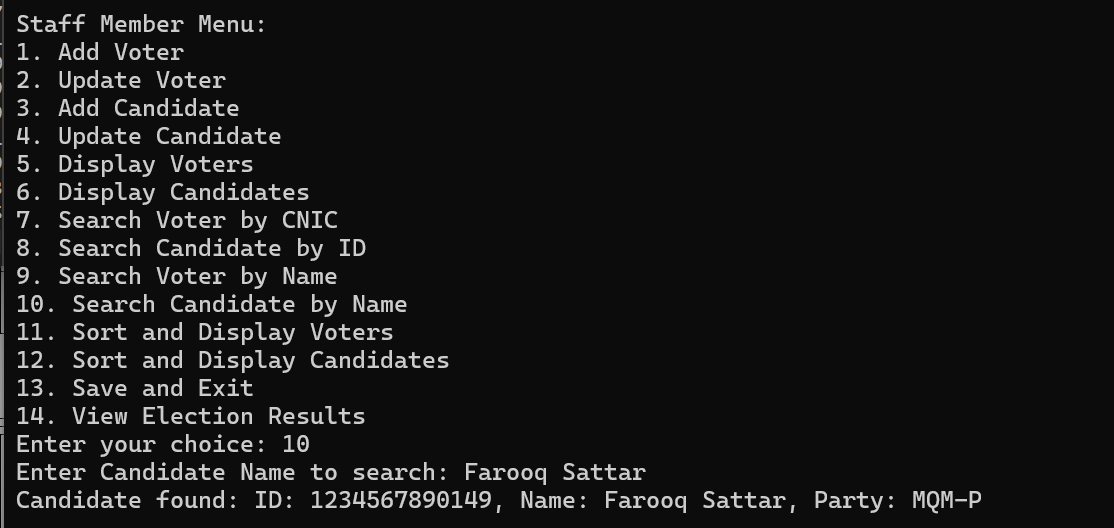 Staff Member Menu:
1. Add Voter
2. Update Voter
3. Add Candidate
4. Update Candidate
5. Display Voters
6. Display Candidates
7. Search Voter by CNIC
8. Search Candidate by ID
9. Search Voter by Name
10. Search Candidate by Name
11. Sort and Display Voters
12. Sort and Display Candidates
13. Save and Exit
14. View Election Results
Enter your choice: 10
Enter Candidate Name to search: Farooq Sattar
Candidate found: ID: 1234567890149, Name: Farooq Sattar, Party: MQM-P